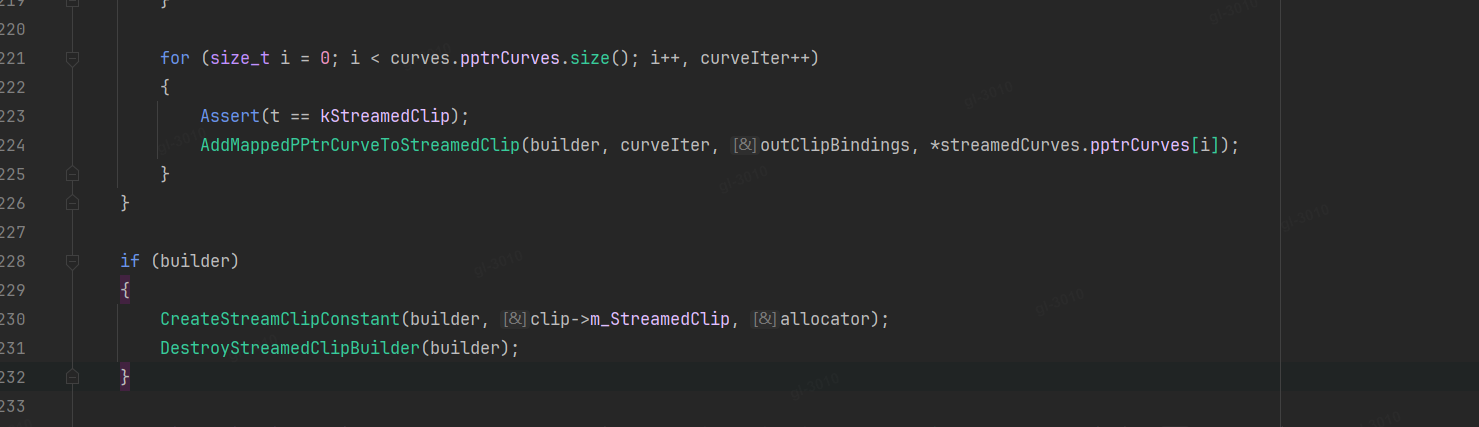 219 }
220
221 for (size_t i = 0; i < curves.pptrCurves.size(); i++, curveIter++)
222 {
223 Assert(t == kStreamedClip);
224 AddMappedPPtrCurveToStreamedClip(builder, curveIter, [&]outClipBindings, *streamedCurves.pptrCurves[i]);
225 }
226 }
227
228 if (builder)
229 {
230 CreateStreamClipConstant(builder, [&]clip->m_StreamedClip, [&]allocator);
231 DestroyStreamedClipBuilder(builder);
232 }
233